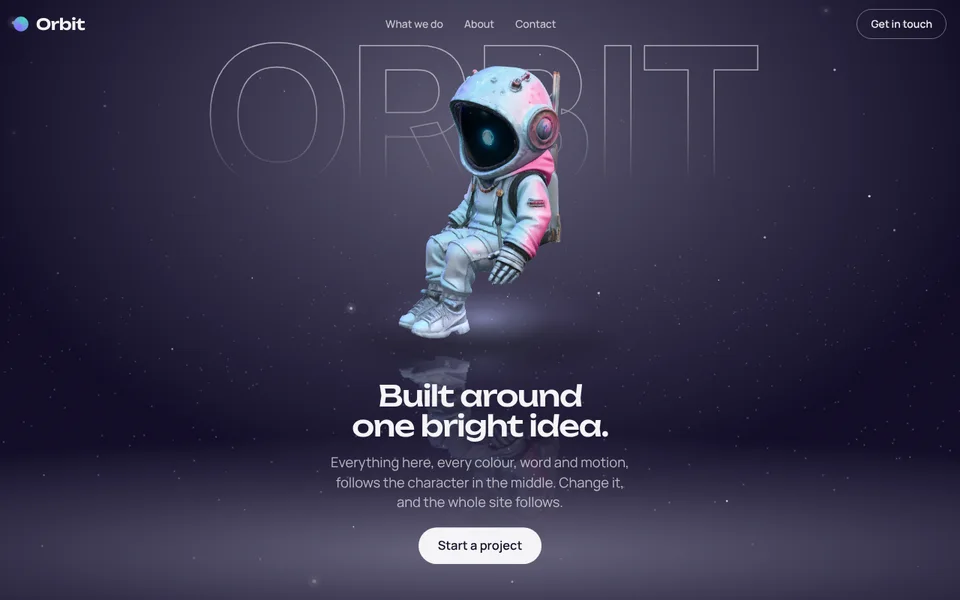 Orbit
What we do
About
Contact
Get in touch
ORBIT
Built around
one bright idea.
Everything here, every colour, word and motion,
follows the character in the middle. Change it,
and the whole site follows.
Start a project